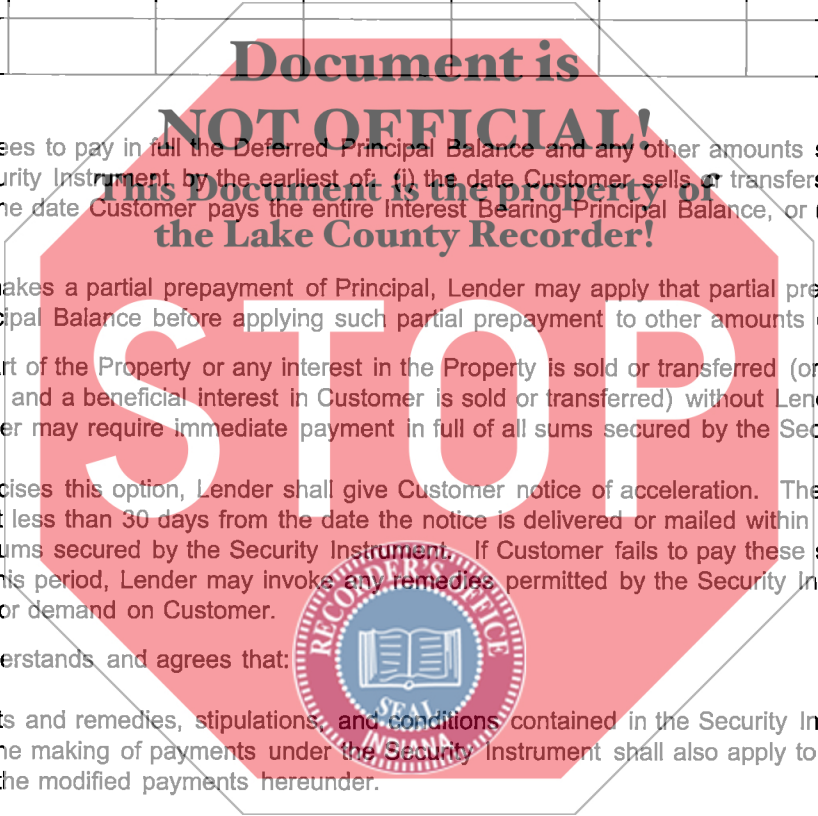 Document is
NOT OFFICIAL!
ees to pay in full the Deferred Principal Balance and any other amounts
This Document is the property of
urity Instrument by the earliest of: (i) the date Customer sells or transfers
ne date Customer pays the entire Interest Bearing Principal Balance, or
the Lake County Recorder!
akes a partial prepayment of Principal, Lender may apply that partial pre
cipal Balance before applying such partial prepayment to other amounts
rt of the Property or any interest in the Property is sold or transferred (or
and a beneficial interest in Customer is sold or transferred) without Len
er may require immediate payment in full of all sums secured by the Sec
STOP
cises this option, Lender shall give Customer notice of acceleration. The
t less than 30 days from the date the notice is delivered or mailed within
ums secured by the Security Instrument. If Customer fails to pay these s
his period, Lender may invoke any remedies permitted by the Security In
or demand on Customer.
RECORDER'S OFFICE
SEAL
INDIANA
erstands and agrees that:
ts and remedies, stipulations, and conditions contained in the Security In
he making of payments under the Security Instrument shall also apply to
the modified payments hereunder.